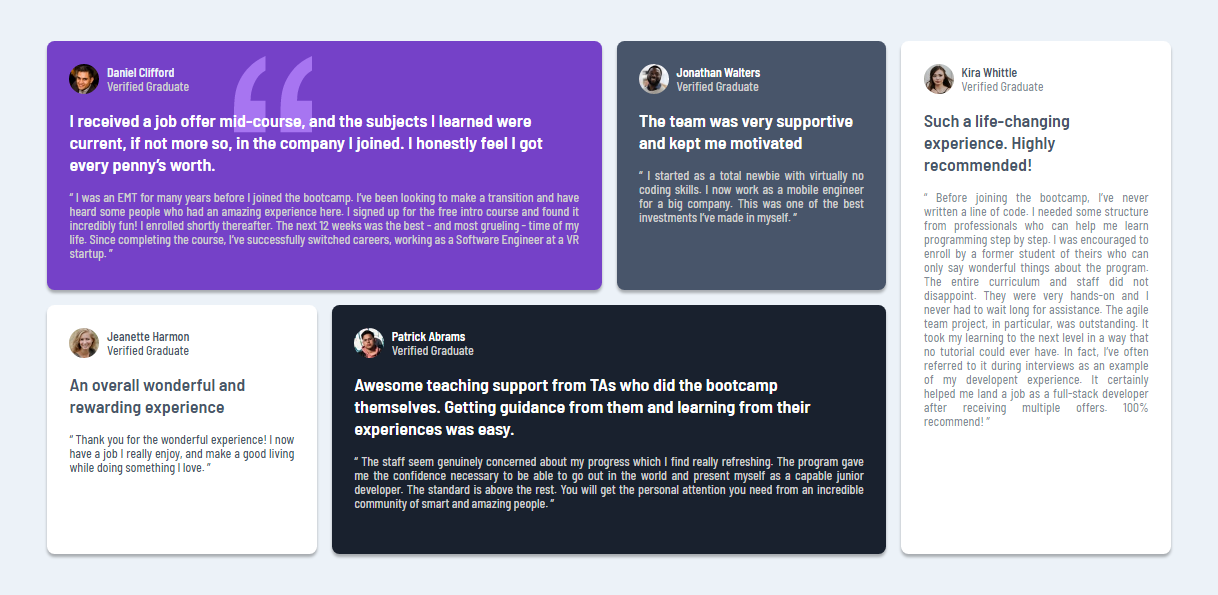 Daniel Clifford
Verified Graduate
I received a job offer mid-course, and the subjects I learned were
current, if not more so, in the company I joined. I honestly feel I got
every penny’s worth.
“ I was an EMT for many years before I joined the bootcamp. I’ve been looking to make a transition and have
heard some people who had an amazing experience here. I signed up for the free intro course and found it
incredibly fun! I enrolled shortly thereafter. The next 12 weeks was the best - and most grueling - time of my
life. Since completing the course, I’ve successfully switched careers, working as a Software Engineer at a VR
startup. ”
Jonathan Walters
Verified Graduate
The team was very supportive
and kept me motivated
“ I started as a total newbie with virtually no
coding skills. I now work as a mobile engineer
for a big company. This was one of the best
investments I’ve made in myself. ”
Kira Whittle
Verified Graduate
Such a life-changing
experience. Highly
recommended!
“ Before joining the bootcamp, I’ve never
written a line of code. I needed some structure
from professionals who can help me learn
programming step by step. I was encouraged to
enroll by a former student of theirs who can
only say wonderful things about the program.
The entire curriculum and staff did not
disappoint. They were very hands-on and I
never had to wait long for assistance. The agile
team project, in particular, was outstanding. It
took my learning to the next level in a way that
no tutorial could ever have. In fact, I’ve often
referred to it during interviews as an example
of my developent experience. It certainly
helped me land a job as a full-stack developer
after receiving multiple offers. 100%
recommend! ”
Jeanette Harmon
Verified Graduate
An overall wonderful and
rewarding experience
“ Thank you for the wonderful experience! I now
have a job I really enjoy, and make a good living
while doing something I love. ”
Patrick Abrams
Verified Graduate
Awesome teaching support from TAs who did the bootcamp
themselves. Getting guidance from them and learning from their
experiences was easy.
“ The staff seem genuinely concerned about my progress which I find really refreshing. The program gave
me the confidence necessary to be able to go out in the world and present myself as a capable junior
developer. The standard is above the rest. You will get the personal attention you need from an incredible
community of smart and amazing people. ”